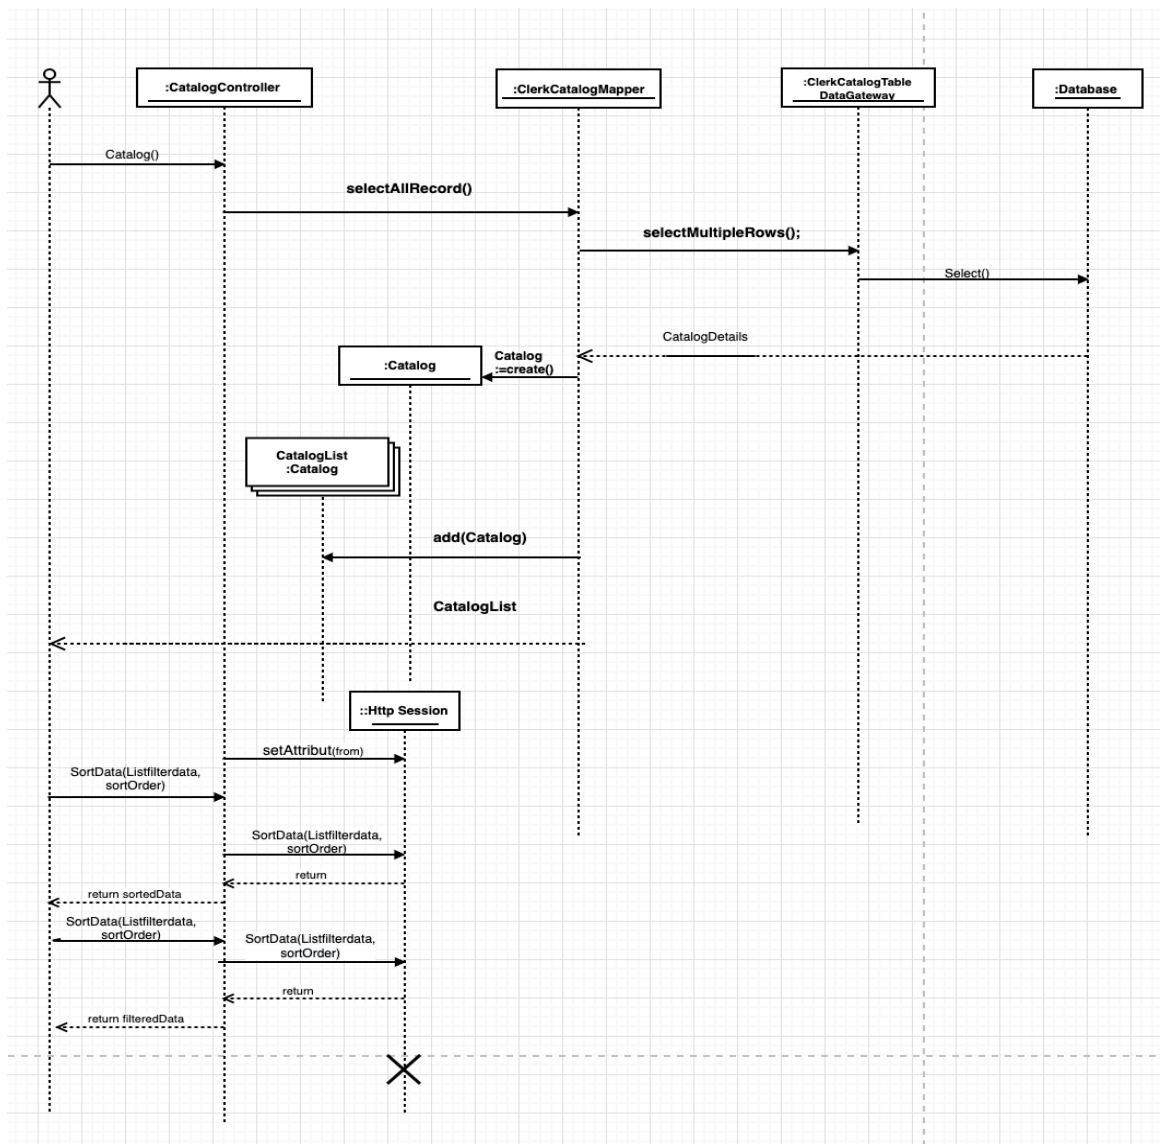 :CatalogController
:ClerkCatalogMapper
:ClerkCatalogTable
DataGateway
:Database
Catalog()
selectAllRecord()
selectMultipleRows();
Select()
CatalogDetails
:Catalog
Catalog
:=create()
CatalogList
:Catalog
add(Catalog)
CatalogList
::Http Session
setAttribut(from)
SortData(Listfilterdata,
sortOrder)
SortData(Listfilterdata,
sortOrder)
return
return sortedData
SortData(Listfilterdata,
sortOrder)
SortData(Listfilterdata,
sortOrder)
return
return filteredData